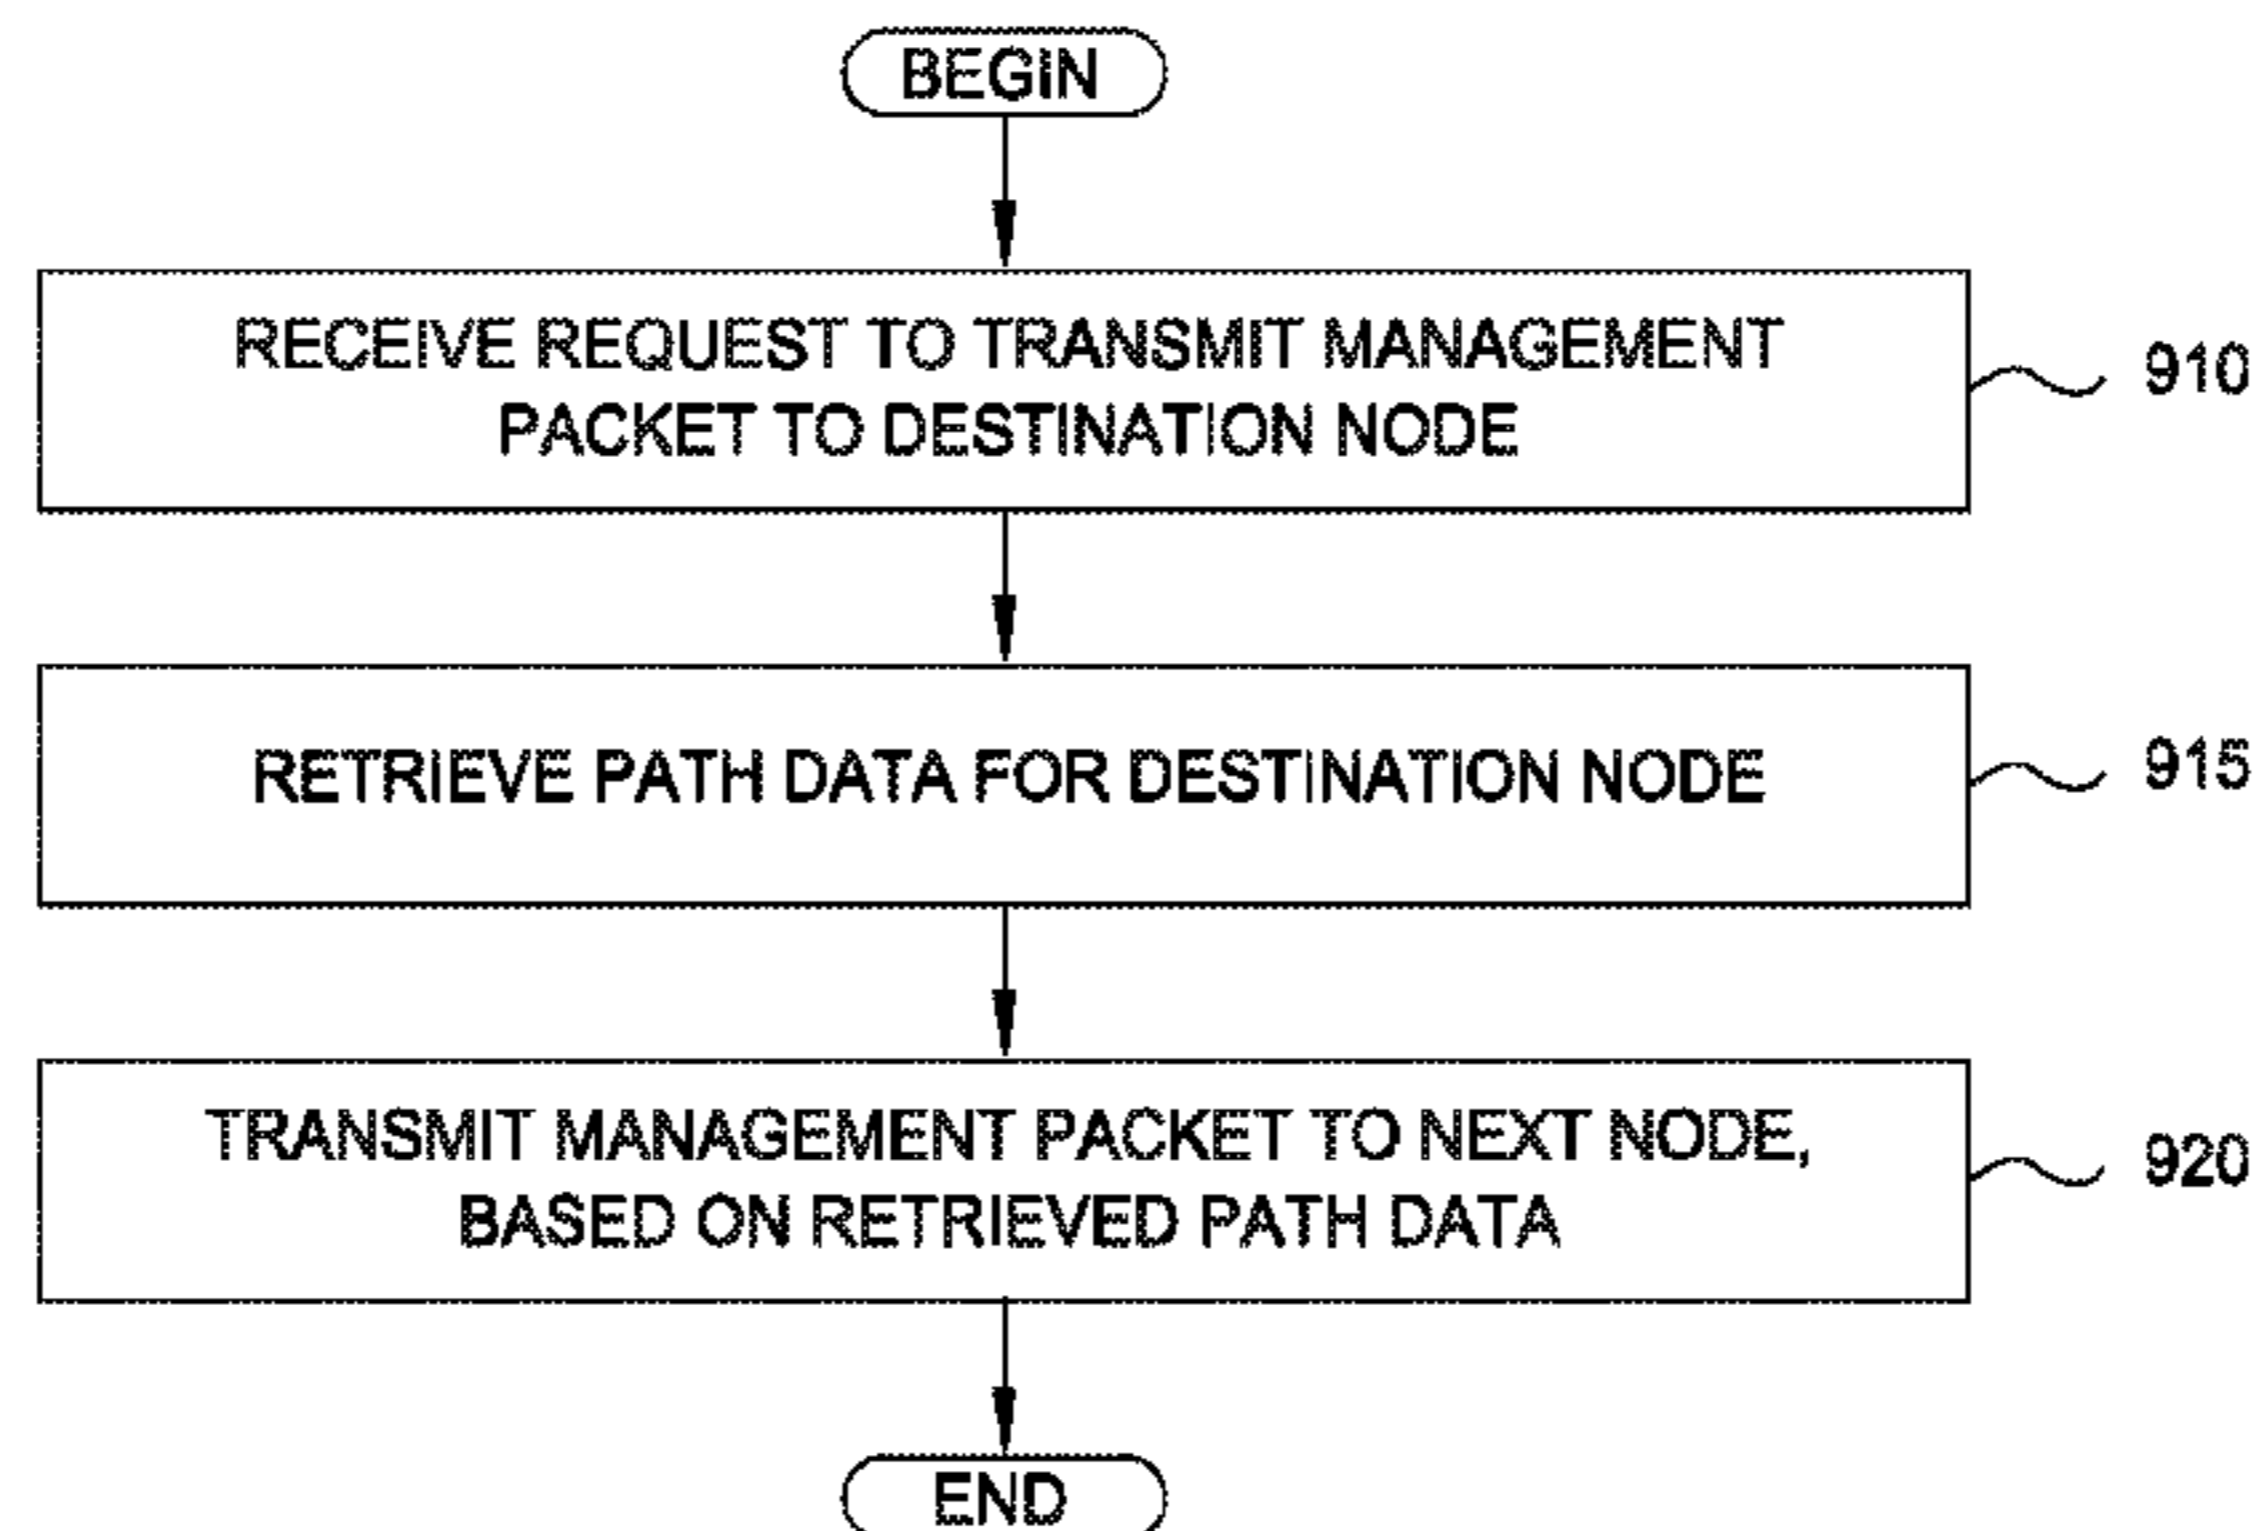 BEGIN
RECEIVE REQUEST TO TRANSMIT MANAGEMENT
PACKET TO DESTINATION NODE
910
RETRIEVE PATH DATA FOR DESTINATION NODE
915
TRANSMIT MANAGEMENT PACKET TO NEXT NODE,
BASED ON RETRIEVED PATH DATA
920
END